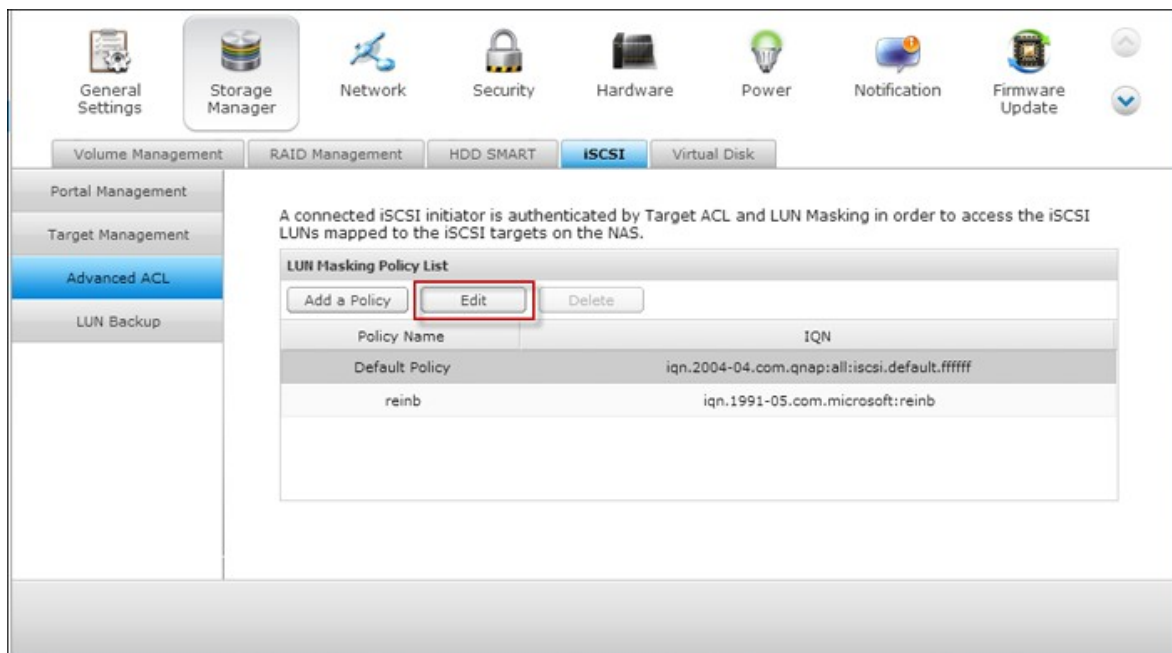 General Settings
Storage Manager
Network
Security
Hardware
Power
Notification
Firmware Update
Volume Management
RAID Management
HDD SMART
iSCSI
Virtual Disk
Portal Management
Target Management
Advanced ACL
LUN Backup
A connected iSCSI initiator is authenticated by Target ACL and LUN Masking in order to access the iSCSI
LUNs mapped to the iSCSI targets on the NAS.
LUN Masking Policy List
Add a Policy
Edit
Delete
Policy Name
IQN
Default Policy
iqn.2004-04.com.qnap:all:iscsi.default.ffffff
reinb
iqn.1991-05.com.microsoft:reinb